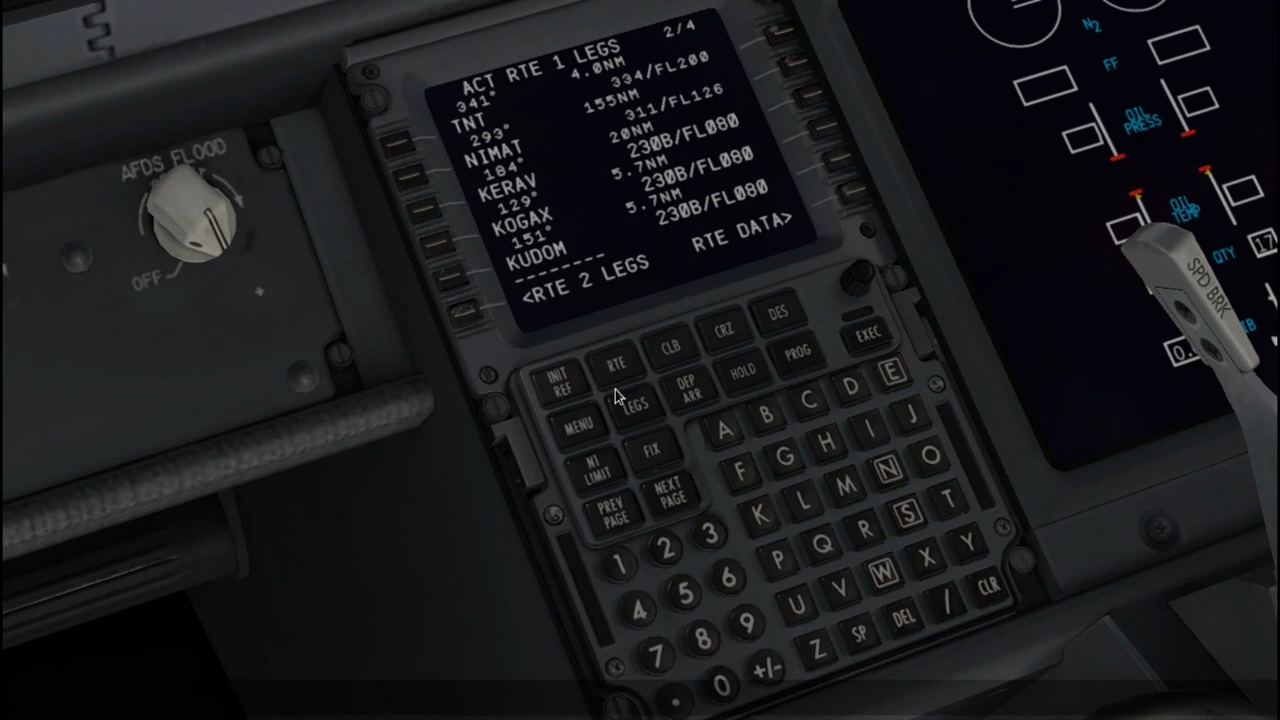 ACT RTE 1 LEGS 2/4
341° 4.0NM
TNT 334/FL200
293° 155NM
NIMAT 311/FL126
184° 20NM
KERAV 230B/FL080
129° 5.7NM
KOGAX 230B/FL080
151° 5.7NM
KUDOM 230B/FL080
--------
<RTE 2 LEGS RTE DATA>
AFDS FLOOD
OFF
INIT REF RTE CLB CRZ DES
MENU LEGS DEP ARR HOLD PROG EXEC
N1 LIMIT FIX
PREV PAGE NEXT PAGE
A B C D E
F G H I J
K L M N O
P Q R S T
U V W X Y
Z SP DEL / CLR
1 2 3
4 5 6
7 8 9
. 0 +/-
N2
FF
OIL PRESS
OIL TEMP
QTY 17
SPD BRK